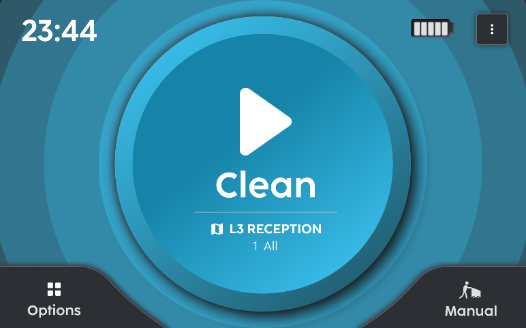 23:44
Clean
L3 RECEPTION
1 All
Options
Manual